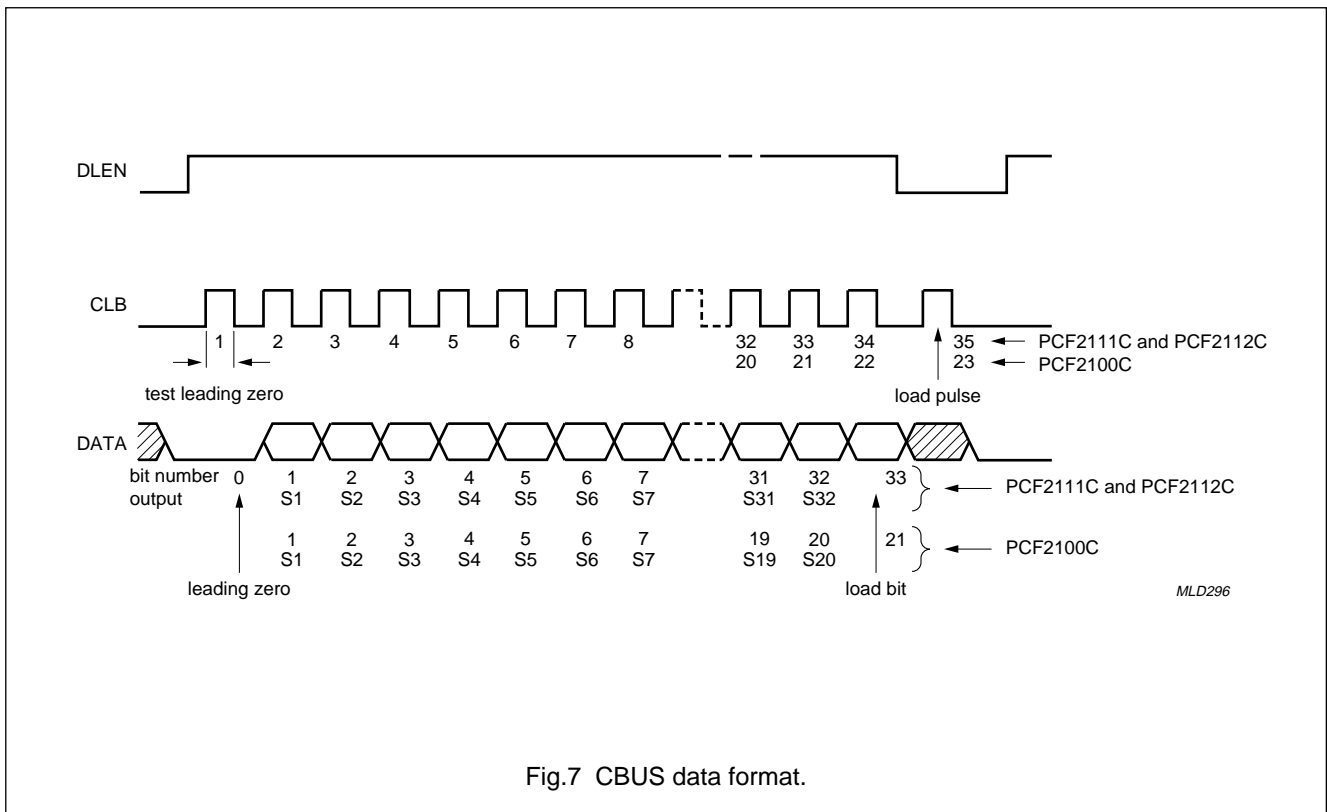 DLEN
CLB
1 2 3 4 5 6 7 8 32 33 34 35 PCF2111C and PCF2112C
20 21 22 23 PCF2100C
test leading zero
load pulse
DATA
bit number 0 1 2 3 4 5 6 7 31 32 33
output S1 S2 S3 S4 S5 S6 S7 S31 S32
PCF2111C and PCF2112C
1 2 3 4 5 6 7 19 20 21
S1 S2 S3 S4 S5 S6 S7 S19 S20
PCF2100C
leading zero
load bit
MLD296
Fig.7 CBUS data format.